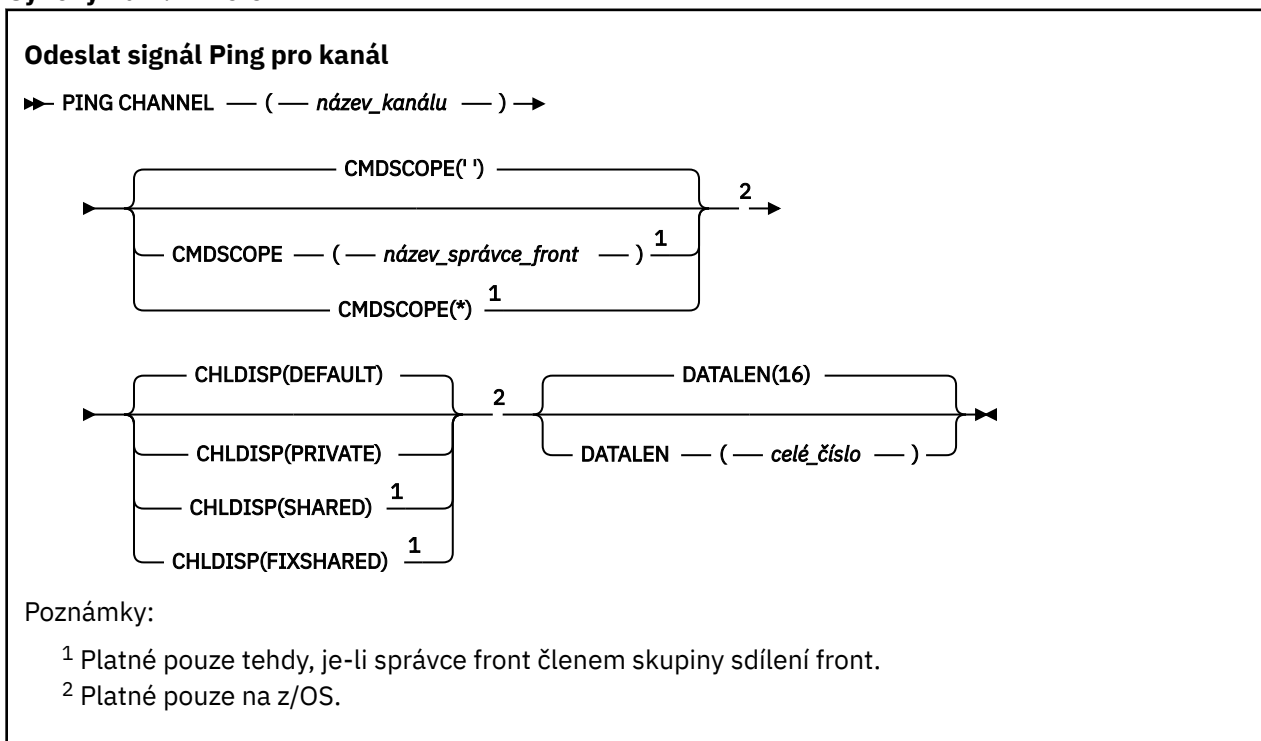 Odeslat signál Ping pro kanál
PING CHANNEL ( název_kanálu )
CMDSCOPE(' ')
2
CMDSCOPE ( název_správce_front ) 1
CMDSCOPE(*) 1
CHLDISP(DEFAULT) DATALEN(16)
2
CHLDISP(PRIVATE) DATALEN ( celé_číslo )
CHLDISP(SHARED) 1
CHLDISP(FIXSHARED) 1
Poznámky:
1 Platné pouze tehdy, je-li správce front členem skupiny sdílení front.
2 Platné pouze na z/OS.